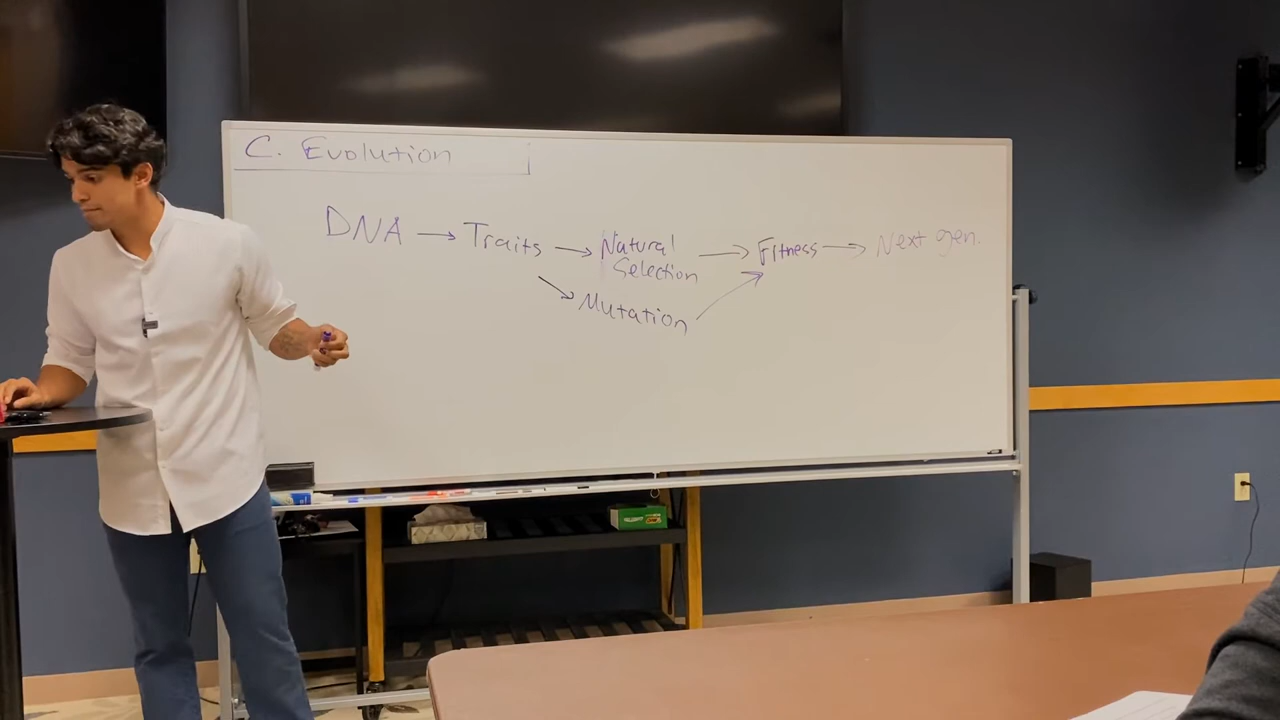 C. Evolution
DNA → Traits → Natural Selection → Fitness → Next gen.
Mutation